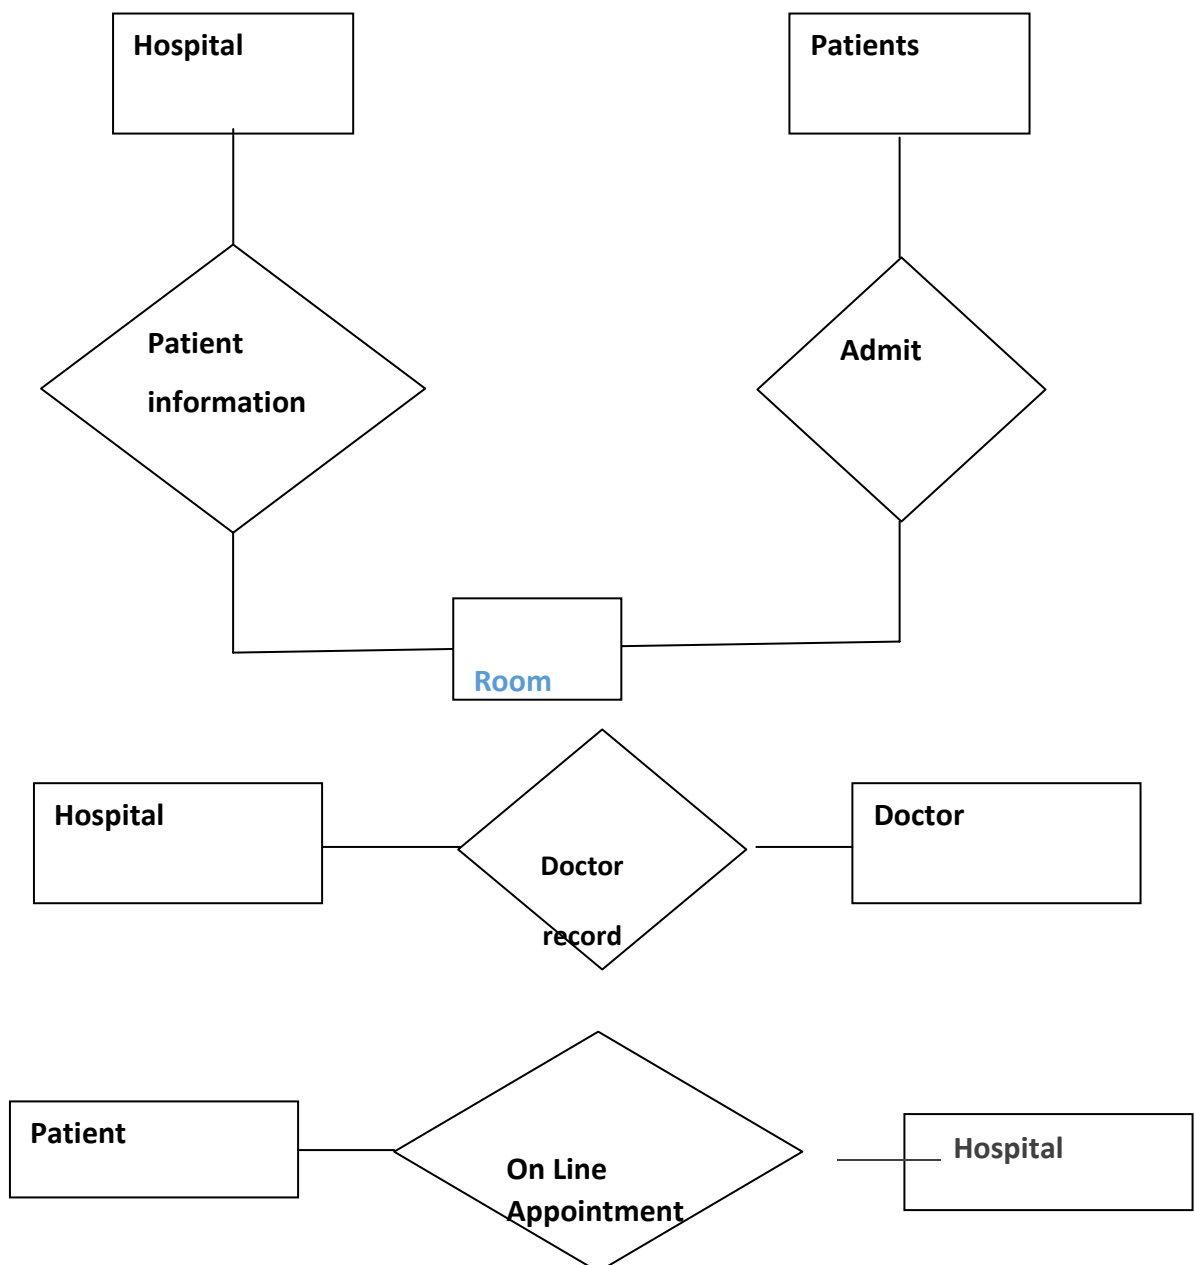 Hospital
Patients
Patient
information
Admit
Room
Hospital
Doctor
record
Doctor
Patient
On Line
Appointment
Hospital